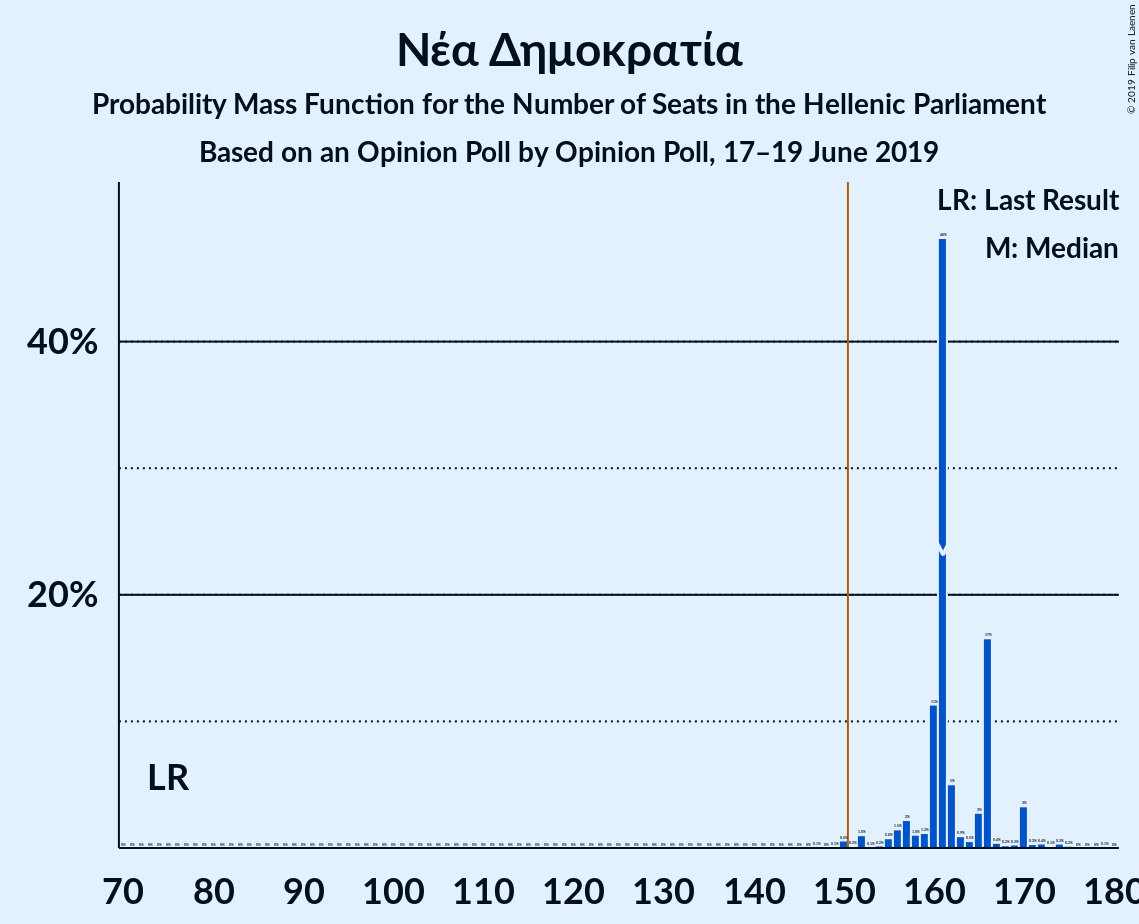 Νέα Δημοκρατία
Probability Mass Function for the Number of Seats in the Hellenic Parliament
Based on an Opinion Poll by Opinion Poll, 17–19 June 2019
© 2019 Filip van Laenen
LR: Last Result
M: Median
40%
20%
LR
M
70 80 90 100 110 120 130 140 150 160 170 180